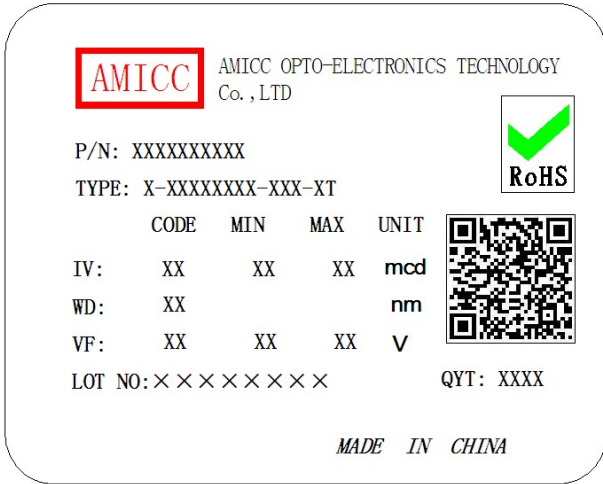 AMICC
AMICC OPTO-ELECTRONICS TECHNOLOGY
Co.,LTD
P/N: XXXXXXXXXX
RoHS
TYPE: X-XXXXXXXX-XXX-XT
CODE MIN MAX UNIT
IV: XX XX XX mcd
WD: XX nm
VF: XX XX XX V
LOT NO:×××××××× QYT: XXXX
MADE IN CHINA